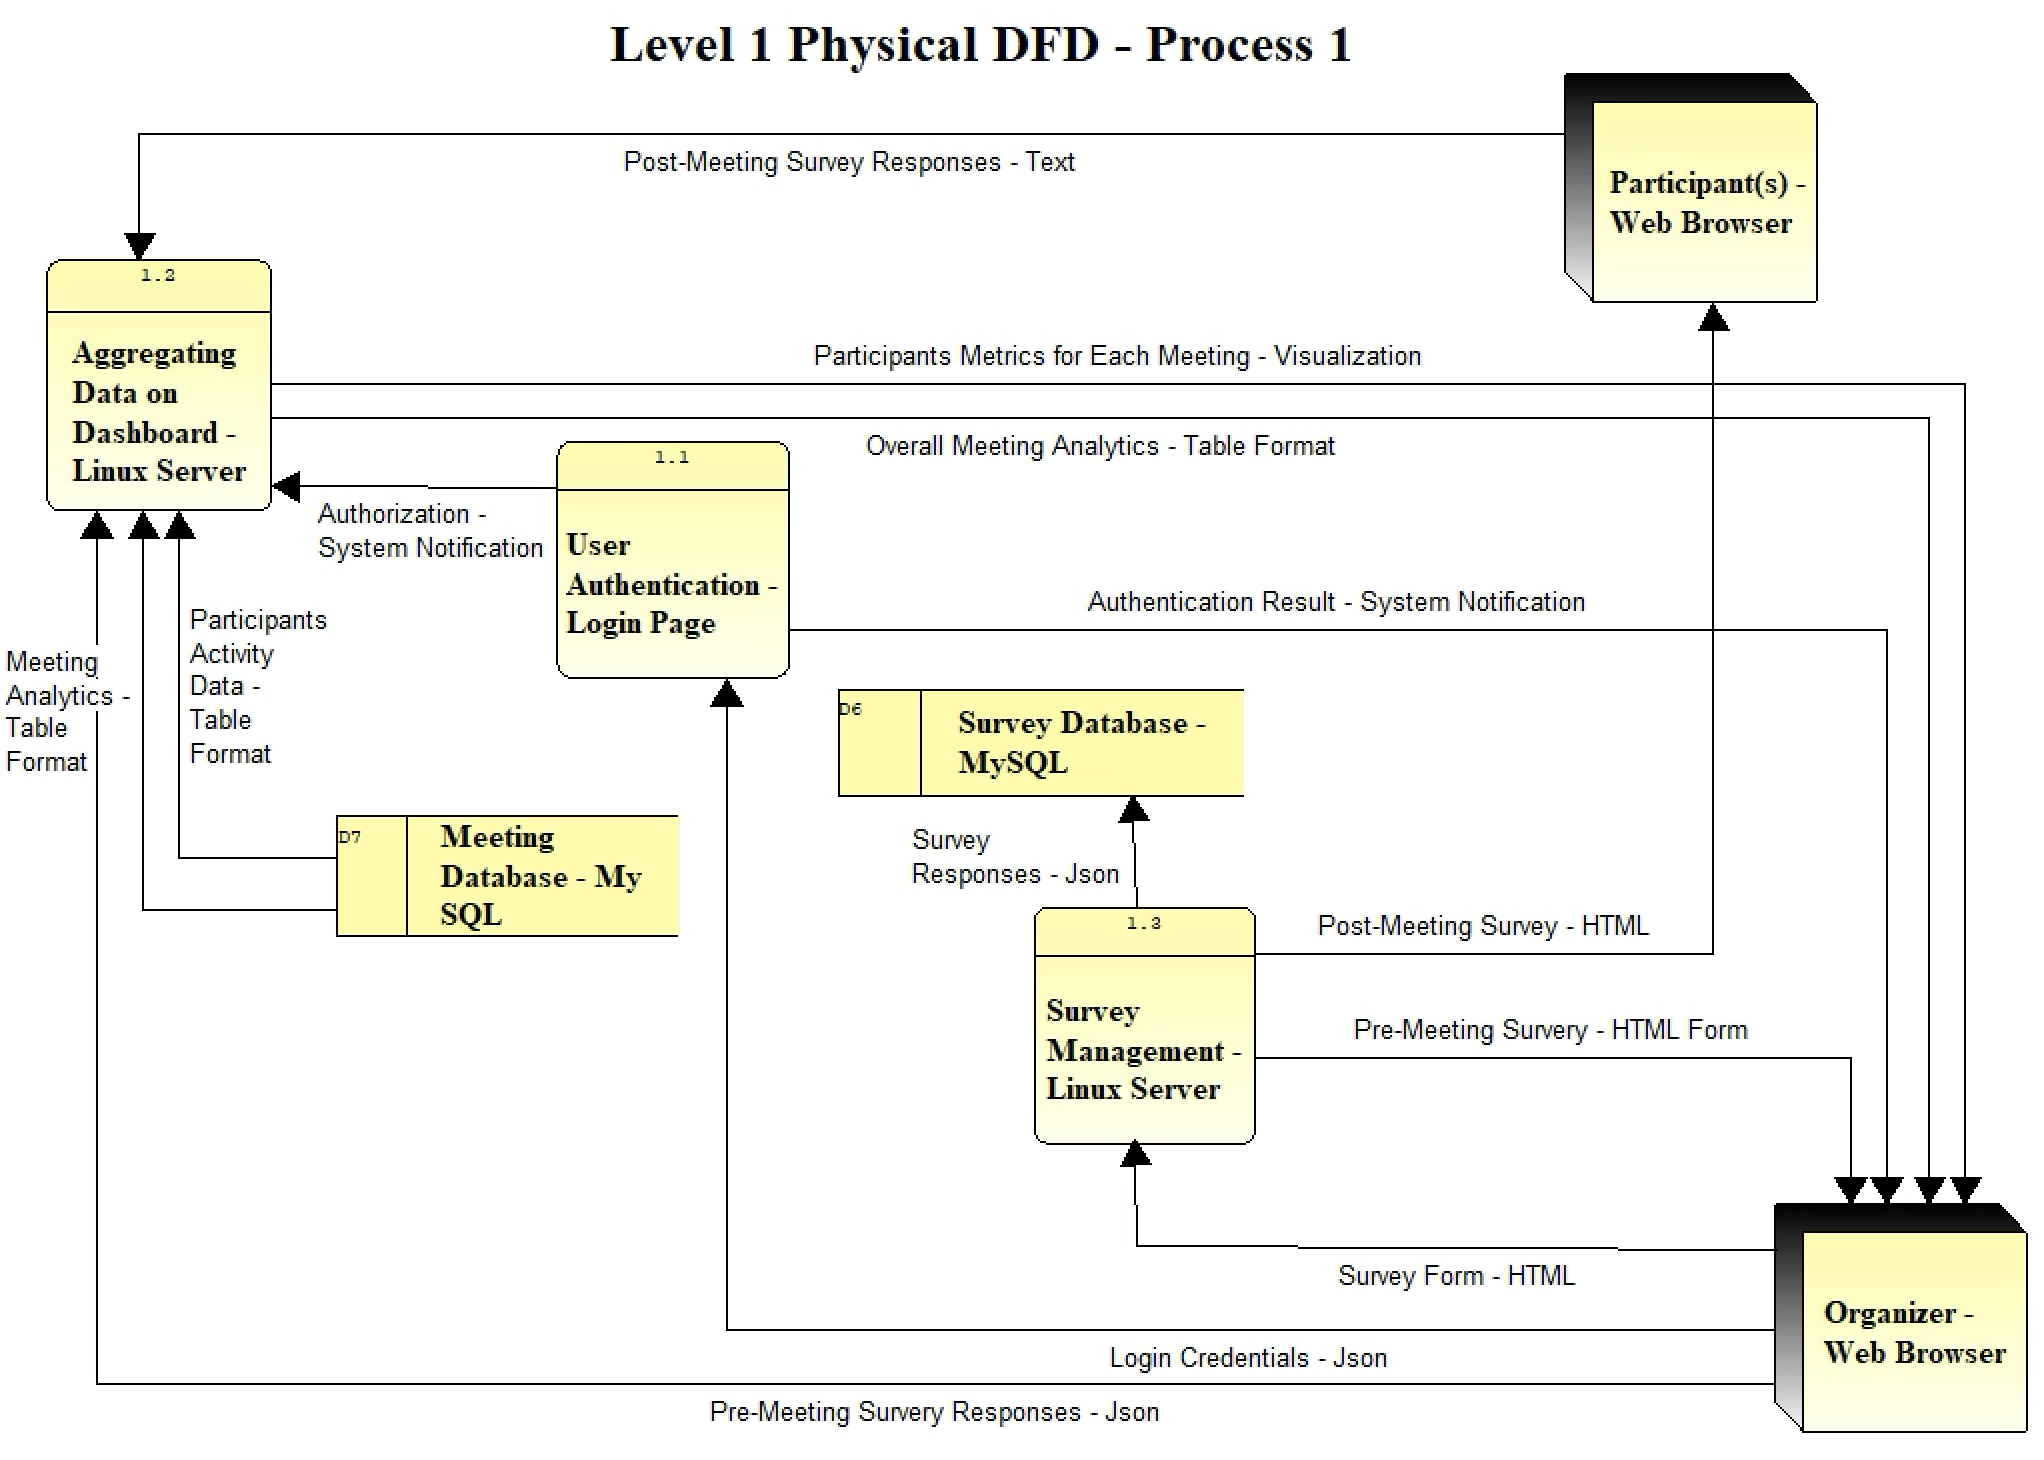 Level 1 Physical DFD - Process 1
Post-Meeting Survey Responses - Text
Participant(s) -
Web Browser
1.2
Aggregating
Data on
Dashboard -
Linux Server
Participants Metrics for Each Meeting - Visualization
Overall Meeting Analytics - Table Format
1.1
User
Authentication -
Login Page
Authorization -
System Notification
Authentication Result - System Notification
Participants
Activity
Data -
Table
Format
Meeting
Analytics -
Table
Format
D6
Survey Database -
MySQL
D7
Meeting
Database - My
SQL
Survey
Responses - Json
1.3
Survey
Management -
Linux Server
Post-Meeting Survey - HTML
Pre-Meeting Survery - HTML Form
Survey Form - HTML
Organizer -
Web Browser
Login Credentials - Json
Pre-Meeting Survery Responses - Json